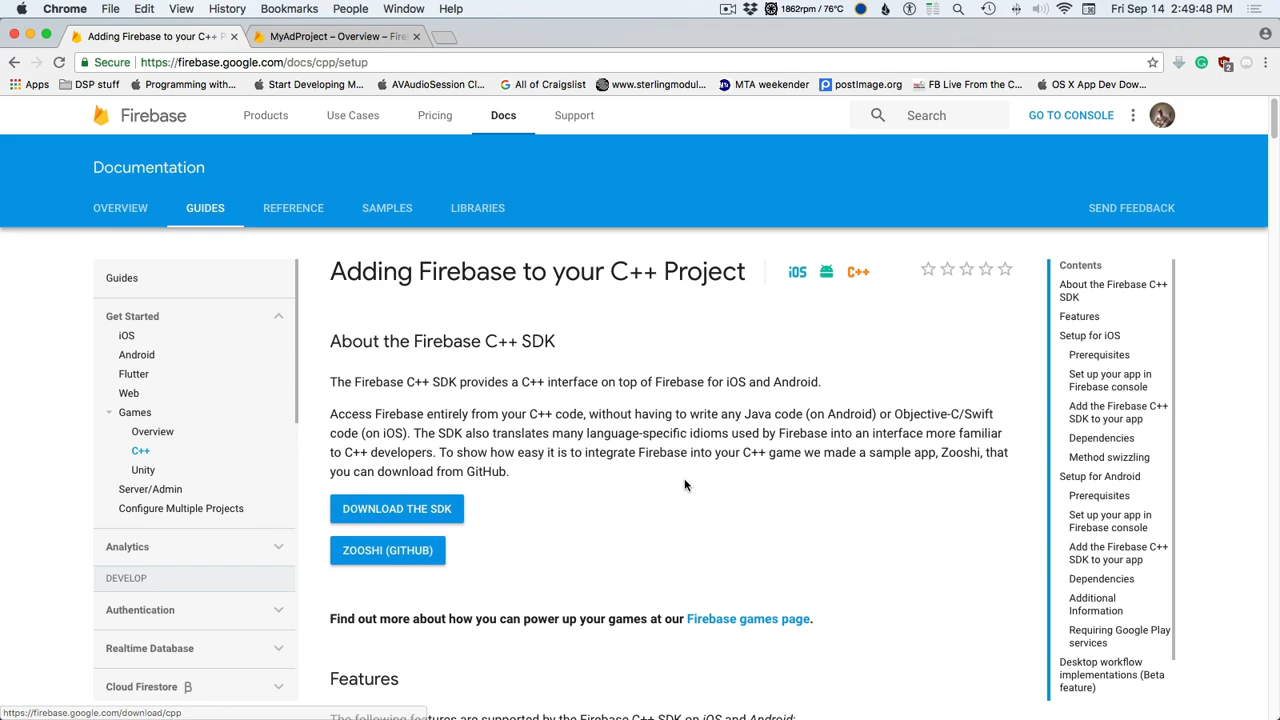 Chrome File Edit View History Bookmarks People Window Help 1862rpm / 76°C Fri Sep 14 2:49:48 PM
Adding Firebase to your C++ P MyAdProject – Overview – Fire
Secure https://firebase.google.com/docs/cpp/setup
Apps DSP stuff Programming with... Start Developing M... AVAudioSession Cl... All of Craigslist www.sterlingmodul... MTA weekender postImage.org FB Live From the C... OS X App Dev Dow...
Firebase Products Use Cases Pricing Docs Support Search GO TO CONSOLE
Documentation
OVERVIEW GUIDES REFERENCE SAMPLES LIBRARIES SEND FEEDBACK
Guides
Get Started
iOS
Android
Flutter
Web
Games
Overview
C++
Unity
Server/Admin
Configure Multiple Projects
Analytics
DEVELOP
Authentication
Realtime Database
Cloud Firestore β
https://firebase.google.com/download/cpp
Adding Firebase to your C++ Project iOS C++
About the Firebase C++ SDK
The Firebase C++ SDK provides a C++ interface on top of Firebase for iOS and Android.
Access Firebase entirely from your C++ code, without having to write any Java code (on Android) or Objective-C/Swift
code (on iOS). The SDK also translates many language-specific idioms used by Firebase into an interface more familiar
to C++ developers. To show how easy it is to integrate Firebase into your C++ game we made a sample app, Zooshi, that
you can download from GitHub.
DOWNLOAD THE SDK
ZOOSHI (GITHUB)
Find out more about how you can power up your games at our Firebase games page.
Features
The following features are supported by the Firebase C++ SDK on iOS and Android:
Contents
About the Firebase C++
SDK
Features
Setup for iOS
Prerequisites
Set up your app in
Firebase console
Add the Firebase C++
SDK to your app
Dependencies
Method swizzling
Setup for Android
Prerequisites
Set up your app in
Firebase console
Add the Firebase C++
SDK to your app
Dependencies
Additional
Information
Requiring Google Play
services
Desktop workflow
implementations (Beta
feature)